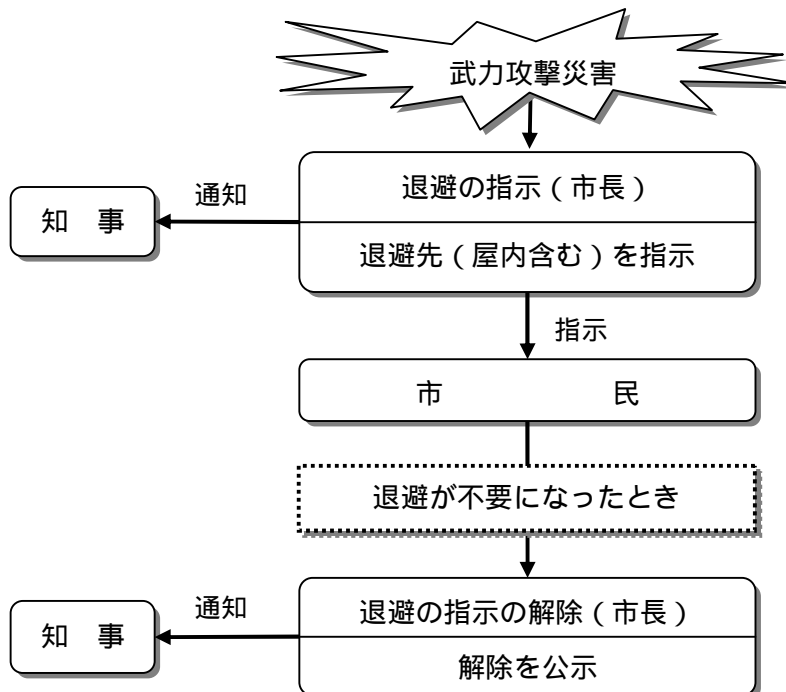 武力攻撃災害
退避の指示(市長)
通知
知　事
退避先(屋内含む)を指示
指示
市　　　　　民
退避が不要になったとき
通知
退避の指示の解除(市長)
知　事
解除を公示